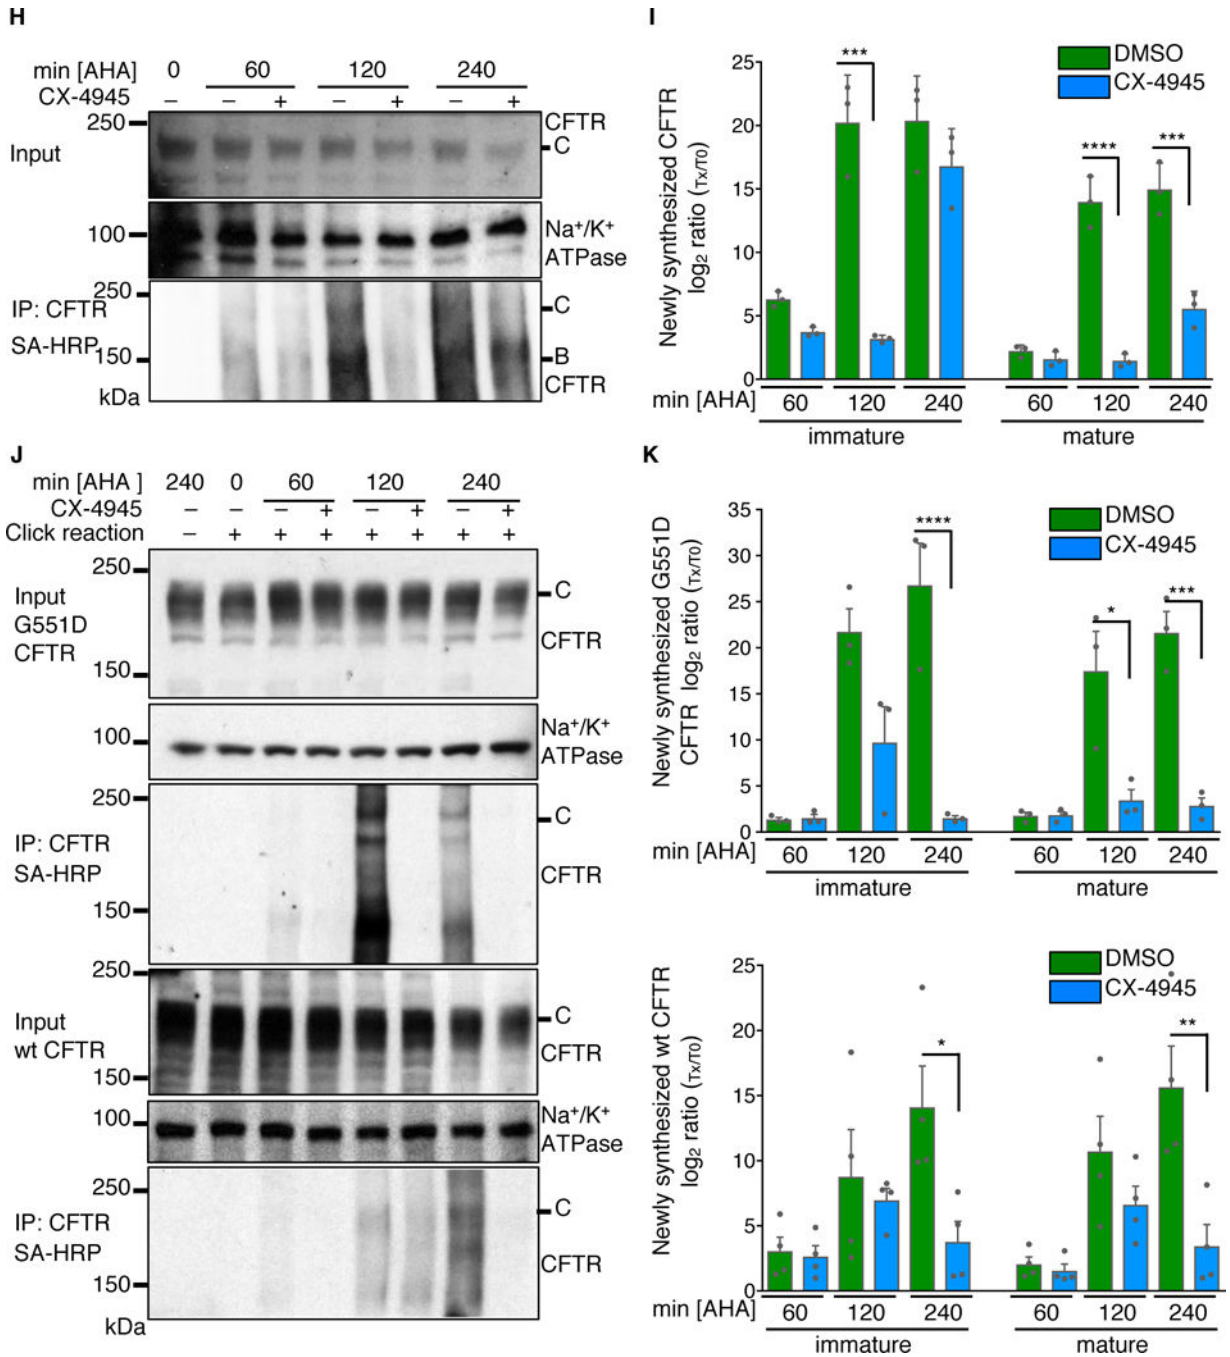 H
min [AHA] 0 60 120 240
CX-4945 – – + – + – +
250
CFTR
Input
C
100
Na+/K+
ATPase
250
IP: CFTR
C
SA-HRP
150
B
CFTR
kDa
I
DMSO
CX-4945
Newly synthesized CFTR
log2 ratio (Tx/T0)
25
20
15
10
5
0
***
****
***
min [AHA] 60 120 240 60 120 240
immature mature
J
min [AHA ] 240 0 60 120 240
CX-4945 – – – + – + – +
Click reaction – + + + + + + +
250
Input
G551D
CFTR
C
CFTR
150
100
Na+/K+
ATPase
250
C
IP: CFTR
SA-HRP
CFTR
150
250
Input
wt CFTR
C
CFTR
150
100
Na+/K+
ATPase
250
IP: CFTR
SA-HRP
C
CFTR
150
kDa
K
DMSO
CX-4945
Newly synthesized G551D
CFTR log2 ratio (Tx/T0)
35
30
25
20
15
10
5
0
****
*
***
min [AHA] 60 120 240 60 120 240
immature mature
DMSO
CX-4945
Newly synthesized wt CFTR
log2 ratio (Tx/T0)
25
20
15
10
5
0
*
**
min [AHA] 60 120 240 60 120 240
immature mature